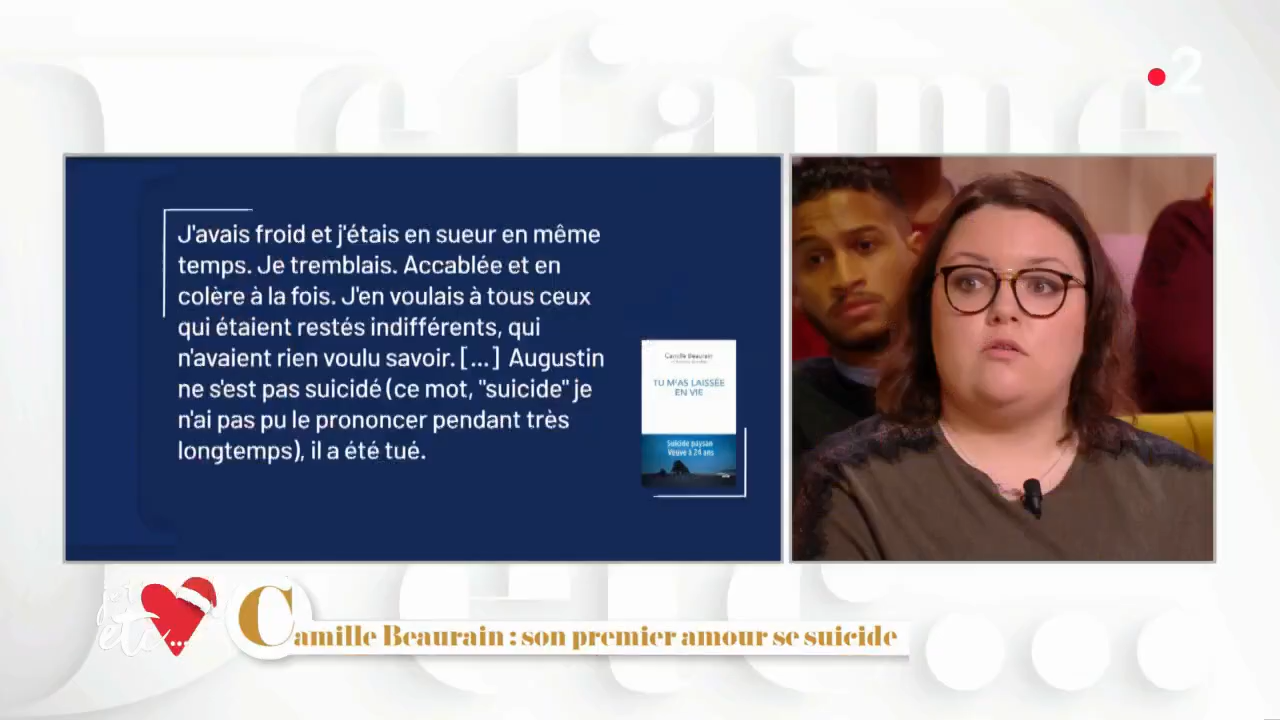 2
J'avais froid et j'étais en sueur en même
temps. Je tremblais. Accablée et en
colère à la fois. J'en voulais à tous ceux
qui étaient restés indifférents, qui
n'avaient rien voulu savoir. [...] Augustin
ne s'est pas suicidé (ce mot, "suicide" je
n'ai pas pu le prononcer pendant très
longtemps), il a été tué.
Camille Beaurain
TU M'AS LAISSÉE
EN VIE
Suicide paysan
Veuve à 24 ans
etc...
Camille Beaurain : son premier amour se suicide